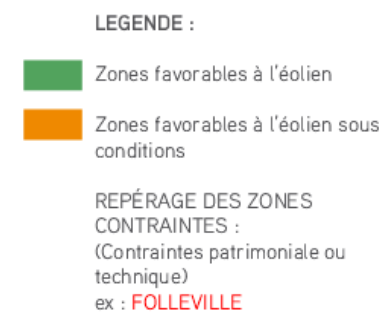 LEGENDE :
Zones favorables à l'éolien
Zones favorables à l'éolien sous
conditions
REPÉRAGE DES ZONES
CONTRAINTES :
(Contraintes patrimoniale ou
technique)
ex : FOLLEVILLE